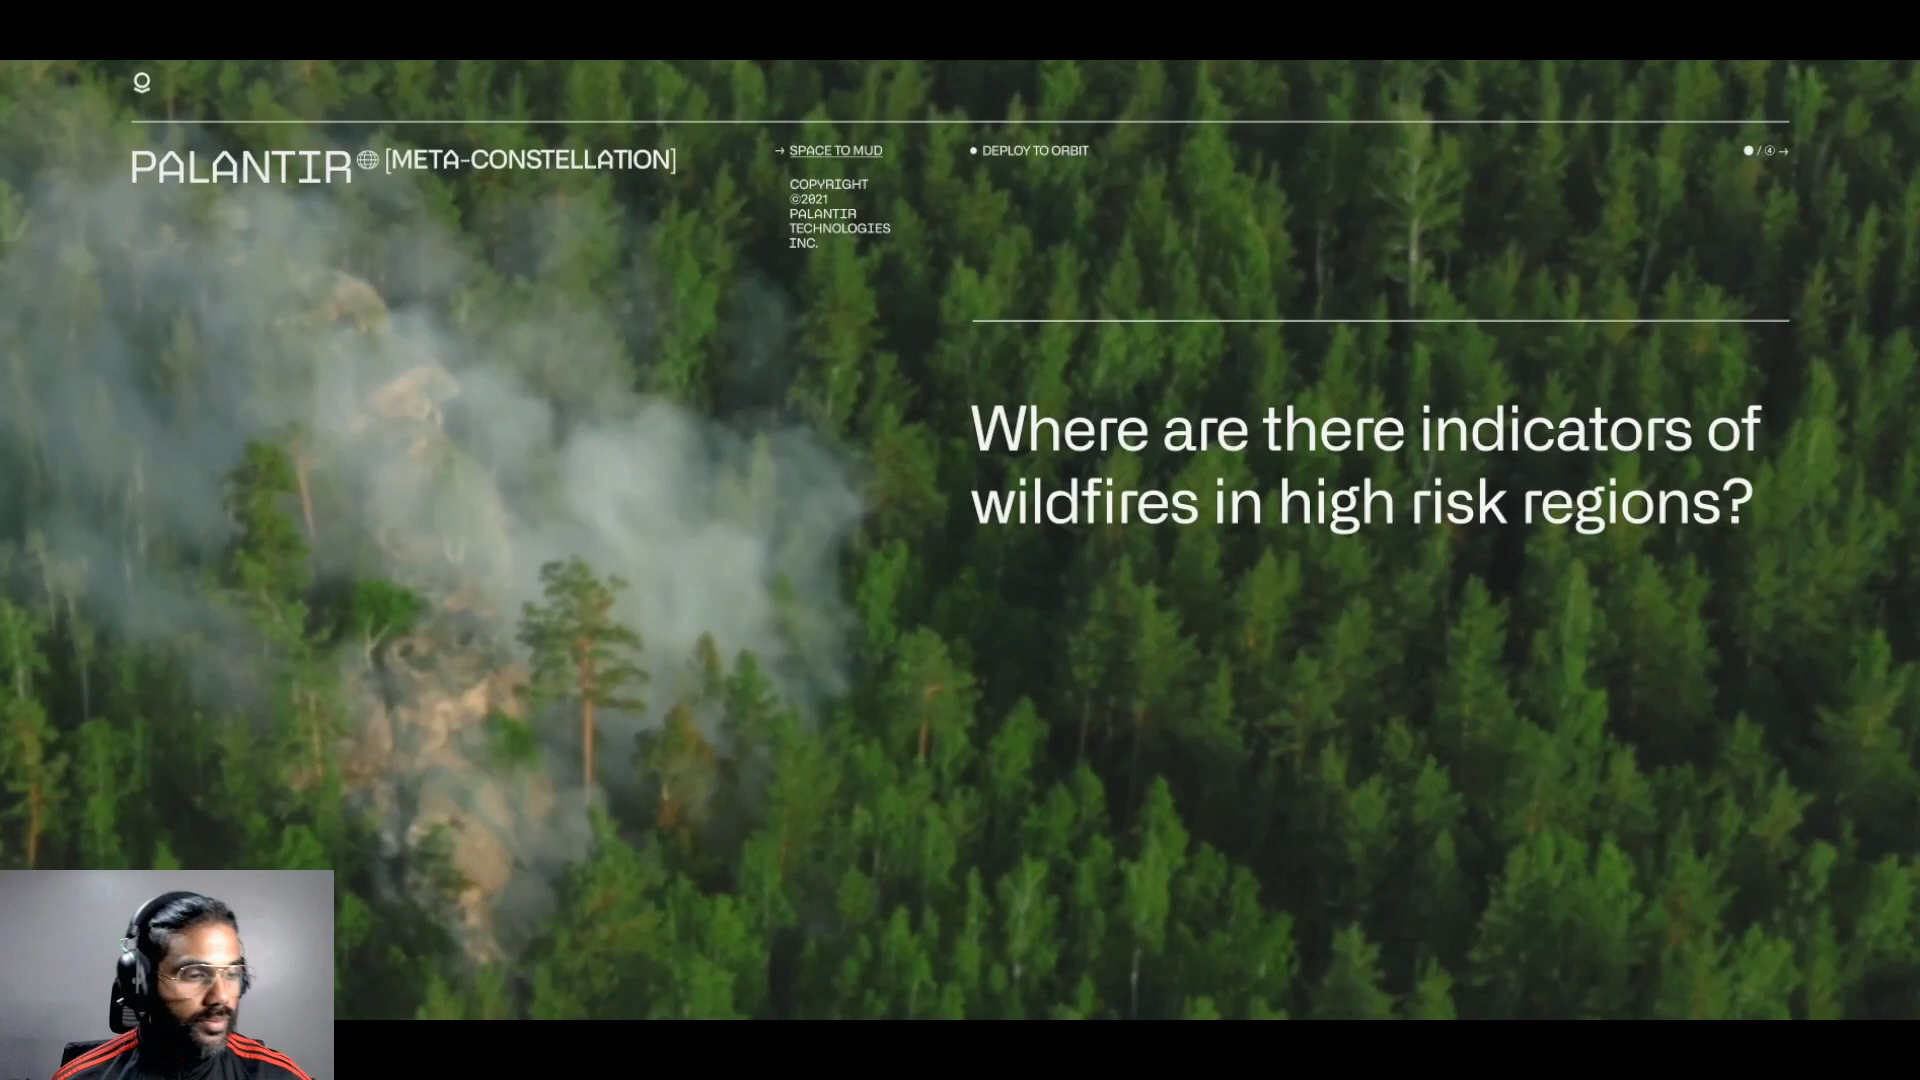 PALANTIR [META-CONSTELLATION]
→ SPACE TO MUD
COPYRIGHT
©2021
PALANTIR
TECHNOLOGIES
INC.
● DEPLOY TO ORBIT
● / ④ →
Where are there indicators of
wildfires in high risk regions?